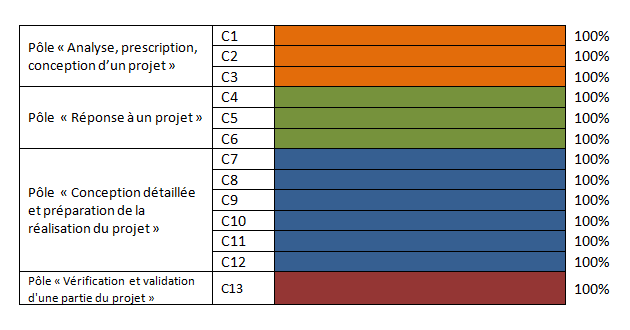 Pôle « Analyse, prescription,
conception d'un projet »
C1 100%
C2 100%
C3 100%
Pôle « Réponse à un projet »
C4 100%
C5 100%
C6 100%
Pôle « Conception détaillée
et préparation de la
réalisation du projet »
C7 100%
C8 100%
C9 100%
C10 100%
C11 100%
C12 100%
Pôle « Vérification et validation
d'une partie du projet »
C13 100%